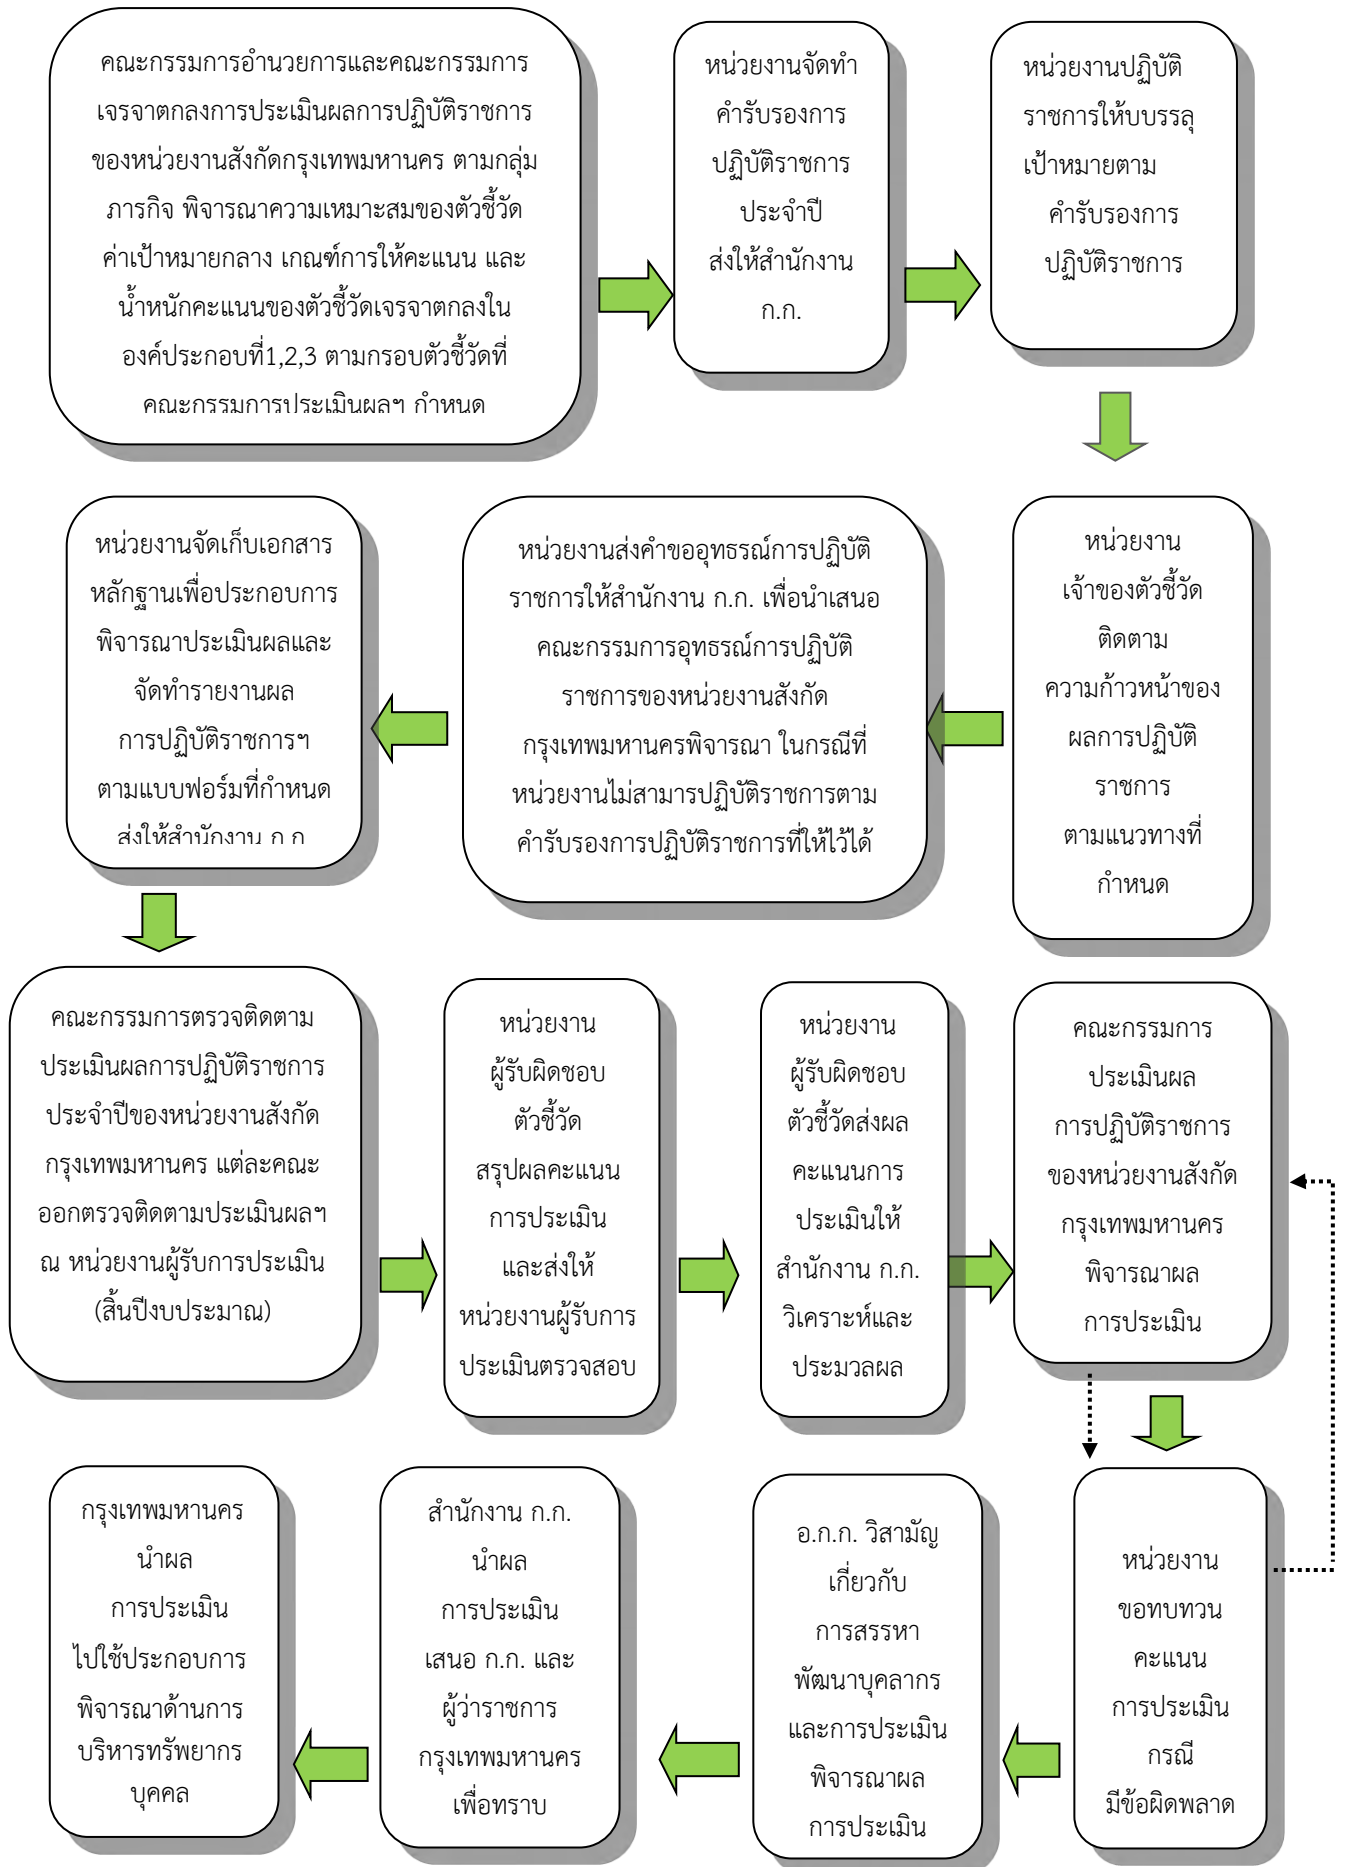 คณะกรรมการอำนวยการและคณะกรรมการ
เจรจาตกลงการประเมินผลการปฏิบัติราชการ
ของหน่วยงานสังกัดกรุงเทพมหานคร ตามกลุ่ม
ภารกิจ พิจารณาความเหมาะสมของตัวชี้วัด
ค่าเป้าหมายกลาง เกณฑ์การให้คะแนน และ
น้ำหนักคะแนนของตัวชี้วัดเจรจาตกลงใน
องค์ประกอบที่1,2,3 ตามกรอบตัวชี้วัดที่
คณะกรรมการประเมินผลฯ กำหนด
หน่วยงานจัดทำ
คำรับรองการ
ปฏิบัติราชการ
ประจำปี
ส่งให้สำนักงาน
ก.ก.
หน่วยงานปฏิบัติ
ราชการให้บบรรลุ
เป้าหมายตาม
คำรับรองการ
ปฏิบัติราชการ
หน่วยงาน
เจ้าของตัวชี้วัด
ติดตาม
ความก้าวหน้าของ
ผลการปฏิบัติ
ราชการ
ตามแนวทางที่
กำหนด
หน่วยงานส่งคำขออุทธรณ์การปฏิบัติ
ราชการให้สำนักงาน ก.ก. เพื่อนำเสนอ
คณะกรรมการอุทธรณ์การปฏิบัติ
ราชการของหน่วยงานสังกัด
กรุงเทพมหานครพิจารณา ในกรณีที่
หน่วยงานไม่สามารปฏิบัติราชการตาม
คำรับรองการปฏิบัติราชการที่ให้ไว้ได้
หน่วยงานจัดเก็บเอกสาร
หลักฐานเพื่อประกอบการ
พิจารณาประเมินผลและ
จัดทำรายงานผล
การปฏิบัติราชการฯ
ตามแบบฟอร์มที่กำหนด
ส่งให้สำนักงาน ก.ก
คณะกรรมการตรวจติดตาม
ประเมินผลการปฏิบัติราชการ
ประจำปีของหน่วยงานสังกัด
กรุงเทพมหานคร แต่ละคณะ
ออกตรวจติดตามประเมินผลฯ
ณ หน่วยงานผู้รับการประเมิน
(สิ้นปีงบประมาณ)
หน่วยงาน
ผู้รับผิดชอบ
ตัวชี้วัด
สรุปผลคะแนน
การประเมิน
และส่งให้
หน่วยงานผู้รับการ
ประเมินตรวจสอบ
หน่วยงาน
ผู้รับผิดชอบ
ตัวชี้วัดส่งผล
คะแนนการ
ประเมินให้
สำนักงาน ก.ก.
วิเคราะห์และ
ประมวลผล
คณะกรรมการ
ประเมินผล
การปฏิบัติราชการ
ของหน่วยงานสังกัด
กรุงเทพมหานคร
พิจารณาผล
การประเมิน
หน่วยงาน
ขอทบทวน
คะแนน
การประเมิน
กรณี
มีข้อผิดพลาด
อ.ก.ก. วิสามัญ
เกี่ยวกับ
การสรรหา
พัฒนาบุคลากร
และการประเมิน
พิจารณาผล
การประเมิน
สำนักงาน ก.ก.
นำผล
การประเมิน
เสนอ ก.ก. และ
ผู้ว่าราชการ
กรุงเทพมหานคร
เพื่อทราบ
กรุงเทพมหานคร
นำผล
การประเมิน
ไปใช้ประกอบการ
พิจารณาด้านการ
บริหารทรัพยากร
บุคคล